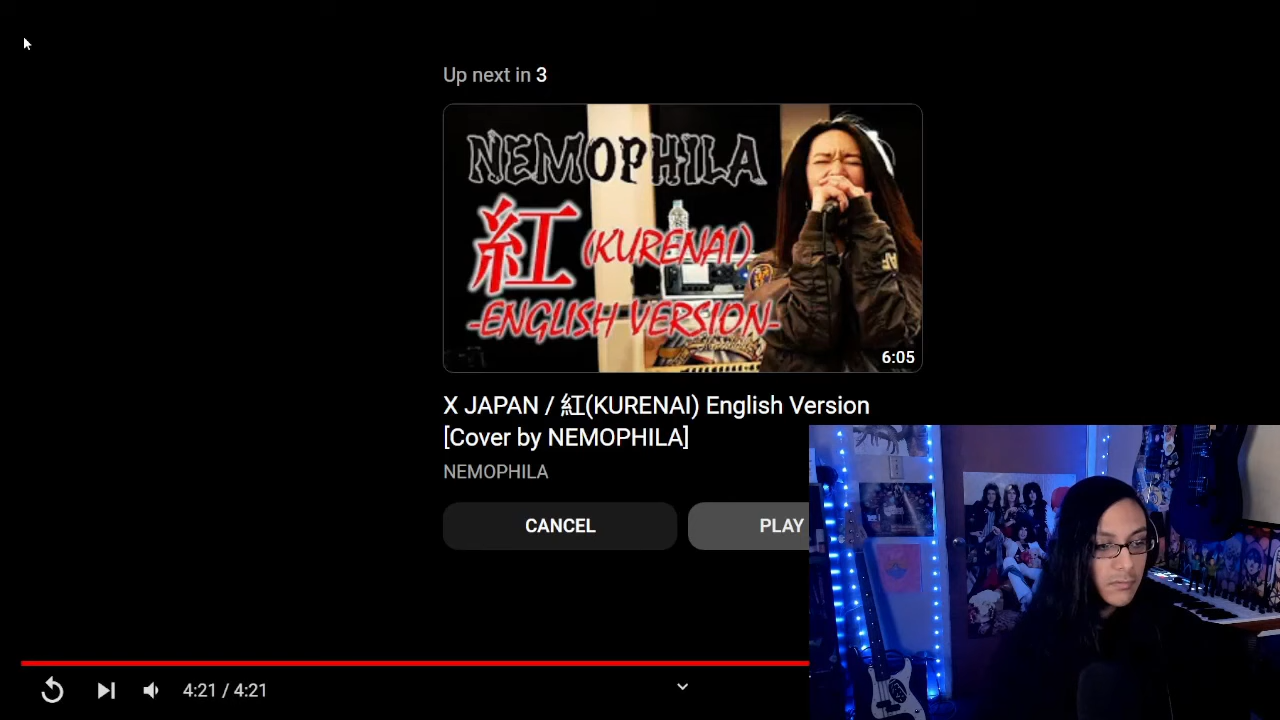 Up next in 3
NEMOPHILA
紅 (KURENAI)
-ENGLISH VERSION-
6:05
X JAPAN / 紅(KURENAI) English Version
[Cover by NEMOPHILA]
NEMOPHILA
CANCEL
PLAY
4:21 / 4:21